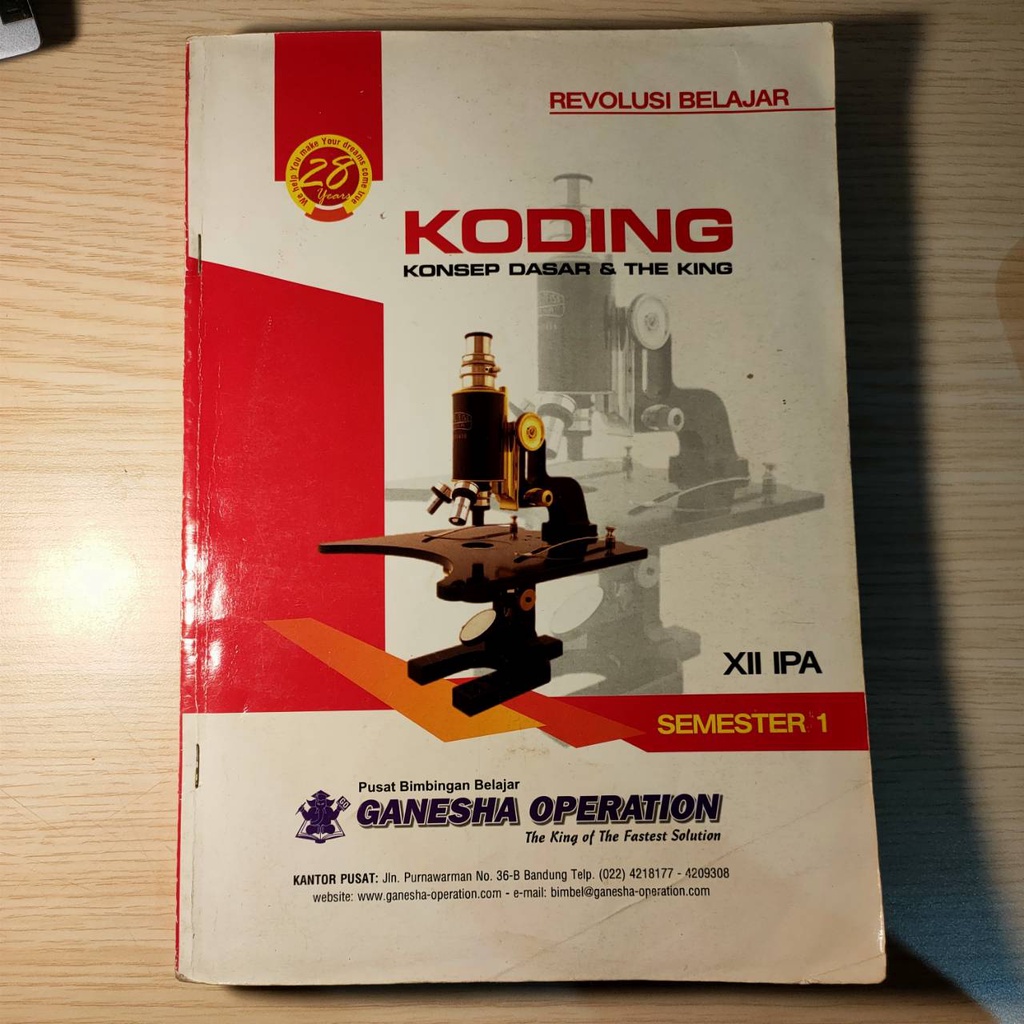 REVOLUSI BELAJAR
We help You make Your dreams come true
28
Years
KODING
KONSEP DASAR & THE KING
XII IPA
SEMESTER 1
Pusat Bimbingan Belajar
GO
GANESHA OPERATION
The King of The Fastest Solution
KANTOR PUSAT: Jln. Purnawarman No. 36-B Bandung Telp. (022) 4218177 - 4209308
website: www.ganesha-operation.com - e-mail: bimbel@ganesha-operation.com